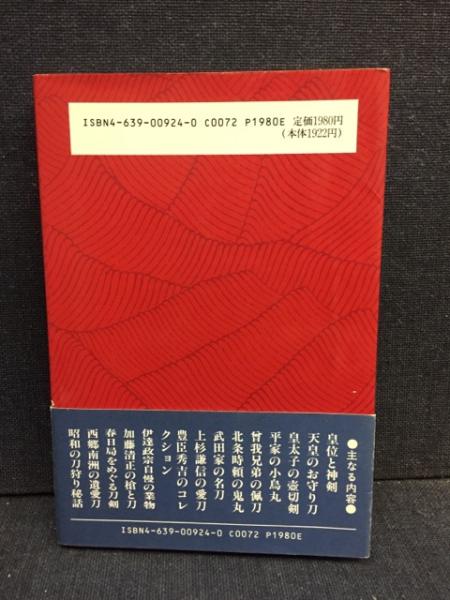 ISBN4-639-00924-0 C0072 P1980E 定価1980円
(本体1922円)
●主なる内容●
皇位と神剣
天皇のお守り刀
皇太子の壺切剣
平家の小烏丸
曾我兄弟の佩刀
北条時頼の鬼丸
武田家の名刀
上杉謙信の愛刀
豊臣秀吉のコレ
クション
伊達政宗自慢の業物
加藤清正の槍と刀
春日局をめぐる刀剣
西郷南洲の遺愛刀
昭和の刀狩り秘話
ISBN4-639-00924-0 C0072 P1980E